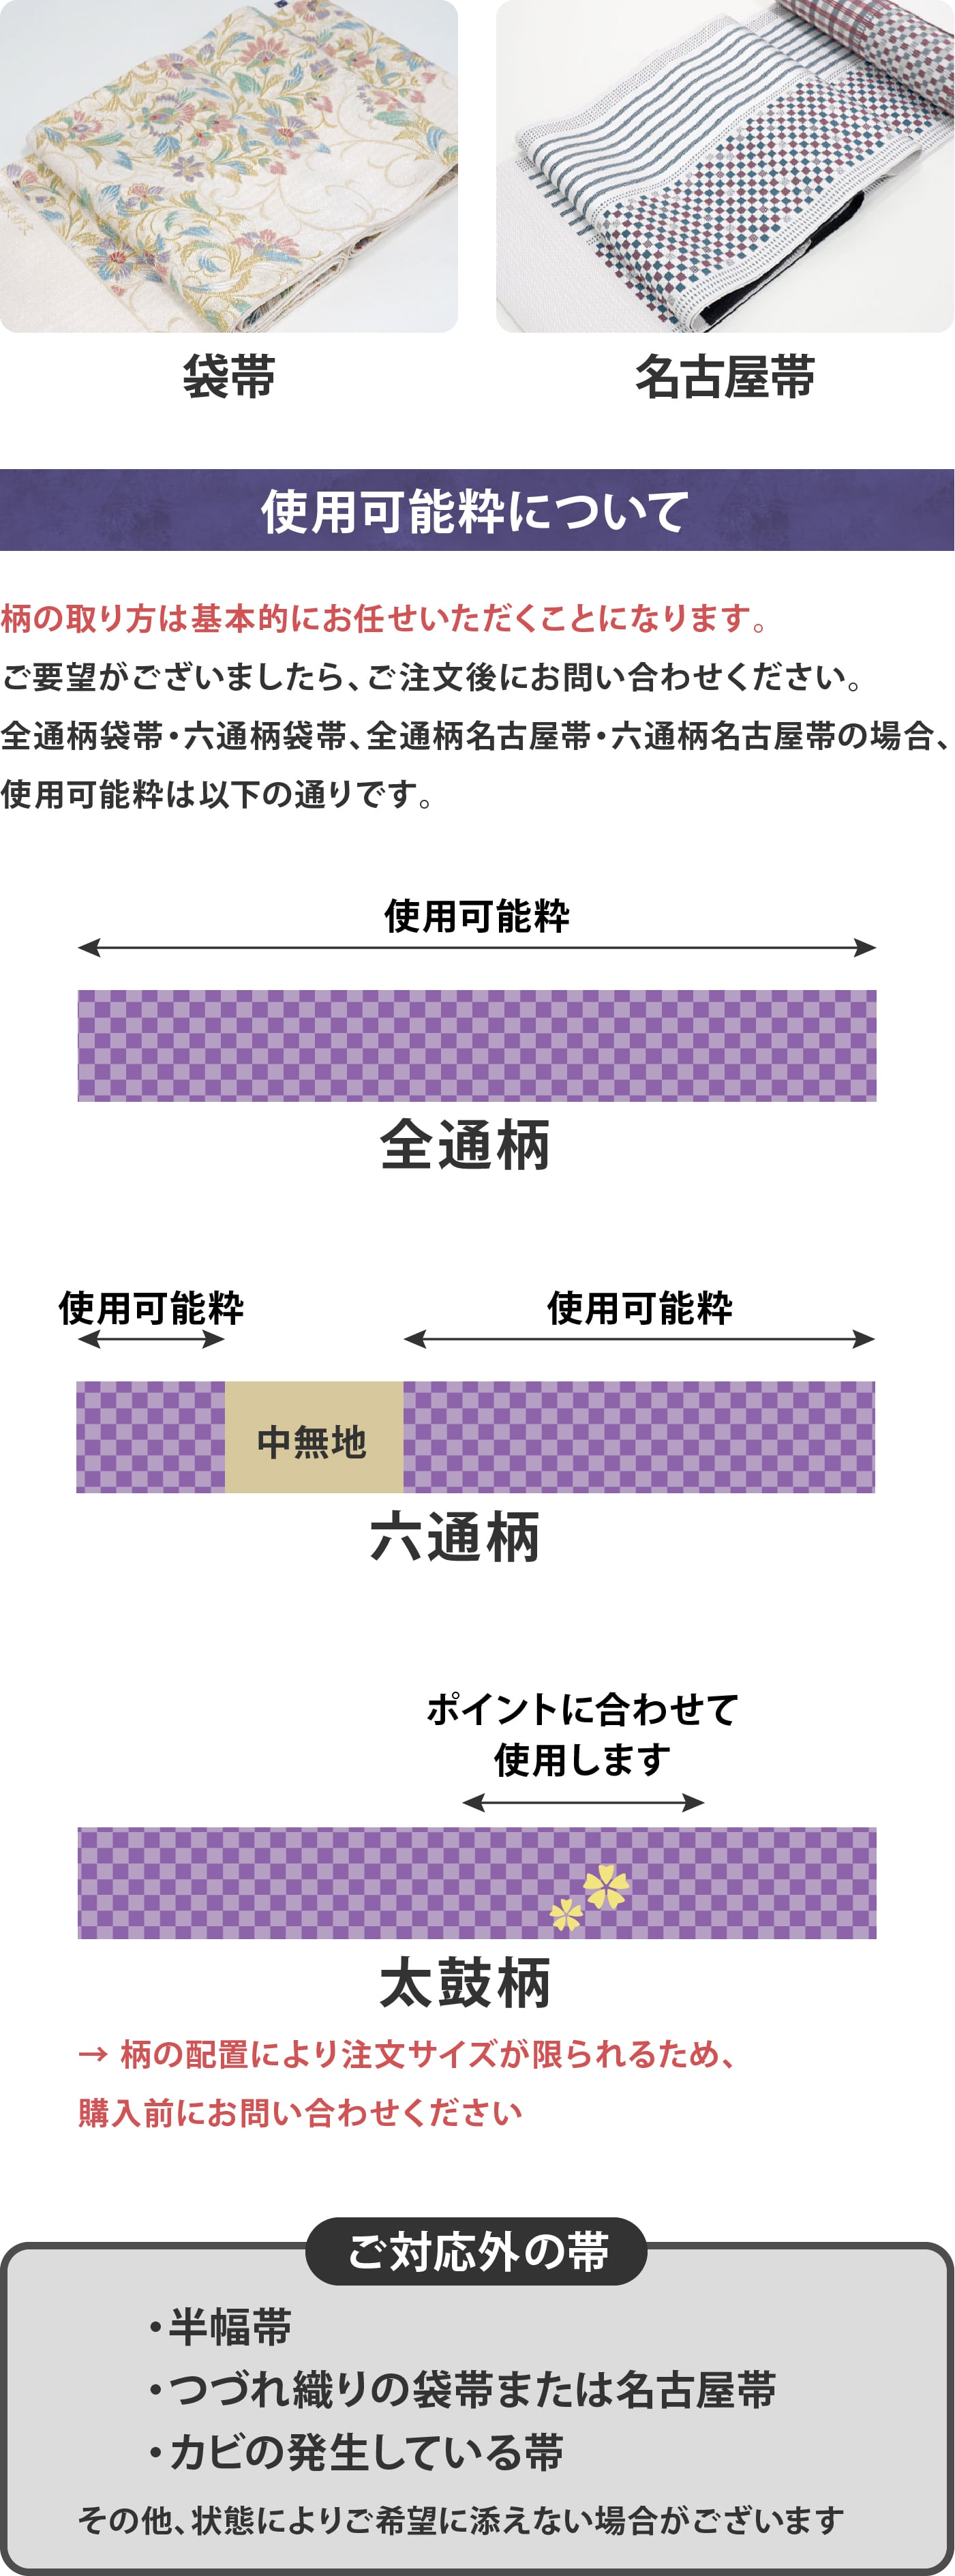 袋帯
名古屋帯
使用可能粋について
柄の取り方は基本的にお任せいただくことになります。
ご要望がございましたら、ご注文後にお問い合わせください。
全通柄袋帯・六通柄袋帯、全通柄名古屋帯・六通柄名古屋帯の場合、
使用可能粋は以下の通りです。
使用可能粋
全通柄
使用可能粋
使用可能粋
中無地
六通柄
ポイントに合わせて
使用します
太鼓柄
→ 柄の配置により注文サイズが限られるため、
購入前にお問い合わせください
ご対応外の帯
・半幅帯
・つづれ織りの袋帯または名古屋帯
・カビの発生している帯
その他、状態によりご希望に添えない場合がございます